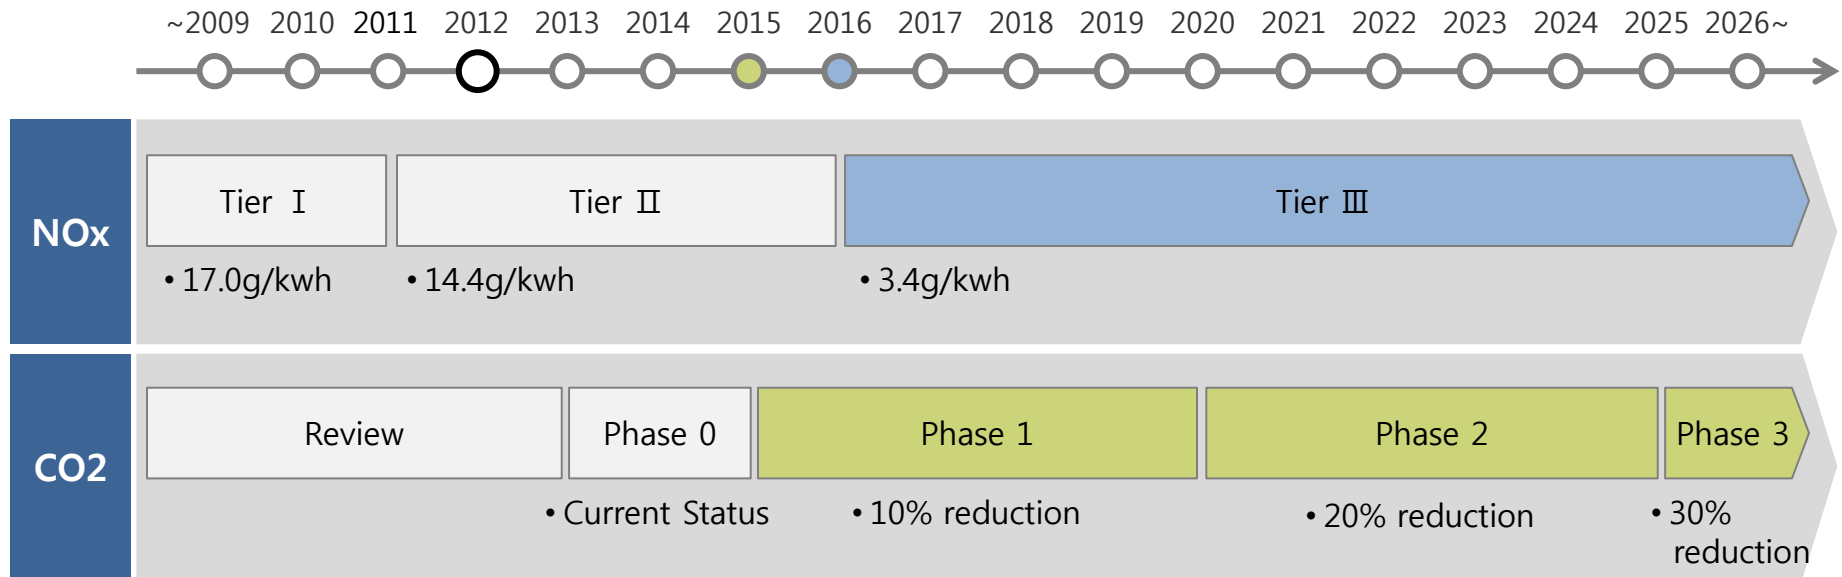 ~2009 2010 2011 2012 2013 2014 2015 2016 2017 2018 2019 2020 2021 2022 2023 2024 2025 2026~
NOx
Tier Ⅰ Tier Ⅱ Tier Ⅲ
• 17.0g/kwh • 14.4g/kwh • 3.4g/kwh
CO2
Review Phase 0 Phase 1 Phase 2 Phase 3
• Current Status • 10% reduction • 20% reduction • 30%
reduction